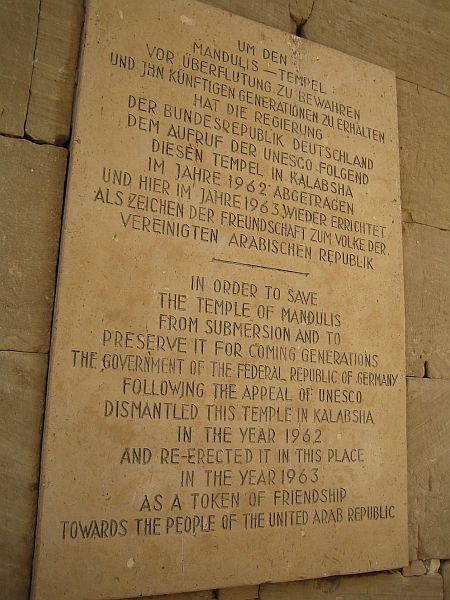 UM DEN
MANDULIS — TEMPEL
VOR ÜBERFLUTUNG ZU BEWAHREN
UND JHN KÜNFTIGEN GENERATIONEN ZU ERHALTEN
HAT DIE REGIERUNG
DER BUNDESREPUBLIK DEUTSCHLAND
DEM AUFRUF DER UNESCO FOLGEND
DIESEN TEMPEL IN KALABSHA
IM JAHRE 1962 ABGETRAGEN
UND HIER IM JAHRE 1963 WIEDER ERRICHTET
ALS ZEICHEN DER FREUNDSCHAFT ZUM VOLKE DER
VEREINIGTEN ARABISCHEN REPUBLIK
IN ORDER TO SAVE
THE TEMPLE OF MANDULIS
FROM SUBMERSION AND TO
PRESERVE IT FOR COMING GENERATIONS
THE GOVERNMENT OF THE FEDERAL REPUBLIC OF GERMANY
FOLLOWING THE APPEAL OF UNESCO
DISMANTLED THIS TEMPLE IN KALABSHA
IN THE YEAR 1962
AND RE-ERECTED IT IN THIS PLACE
IN THE YEAR 1963
AS A TOKEN OF FRIENDSHIP
TOWARDS THE PEOPLE OF THE UNITED ARAB REPUBLIC